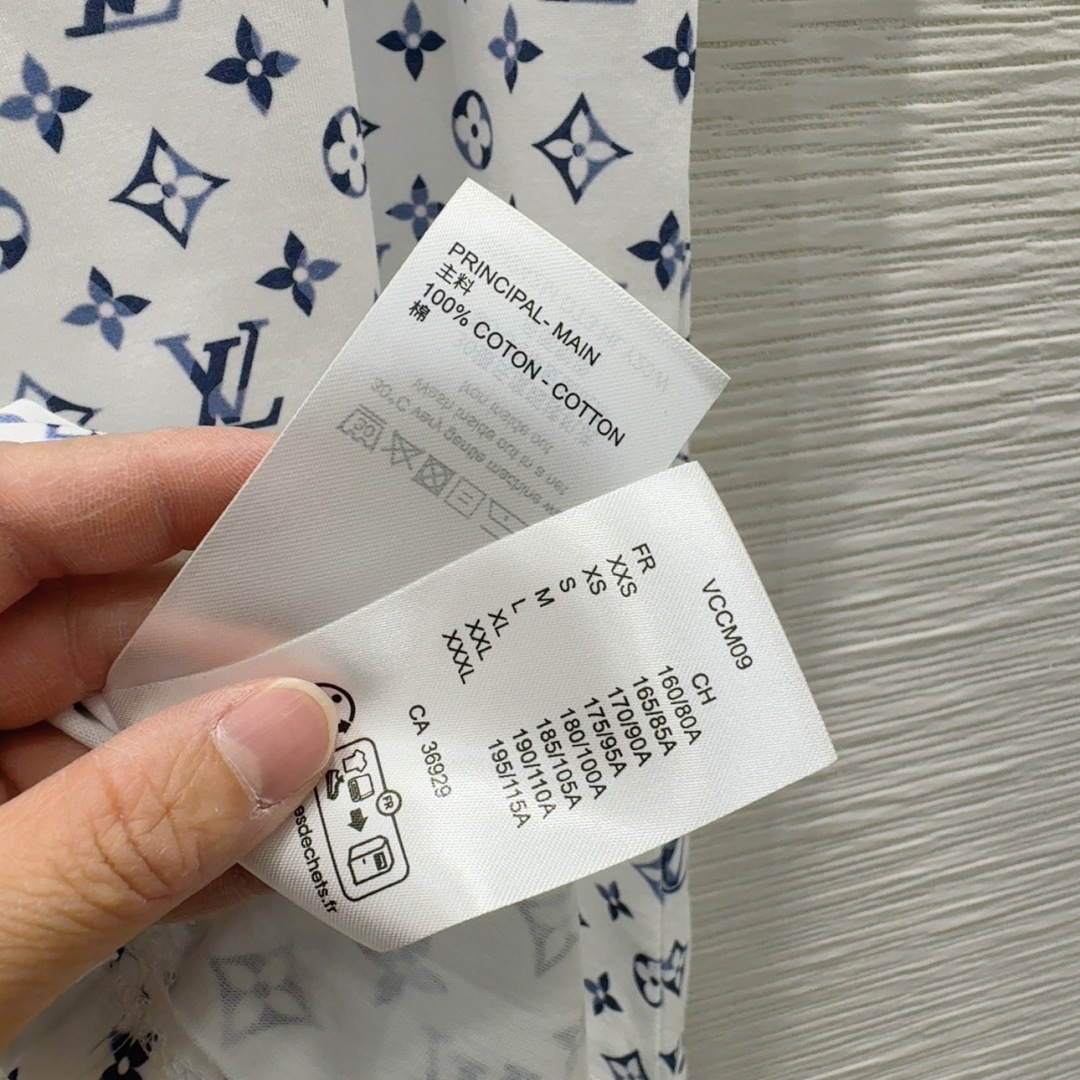 PRINCIPAL- MAIN
主料
100% COTON - COTTON
棉
VCCM09
FR CH
XXS 160/80A
XS 165/85A
S 170/90A
M 175/95A
L 180/100A
XL 185/105A
XXL 190/110A
XXXL 195/115A
CA 36929
FR
esdechets.fr
LV